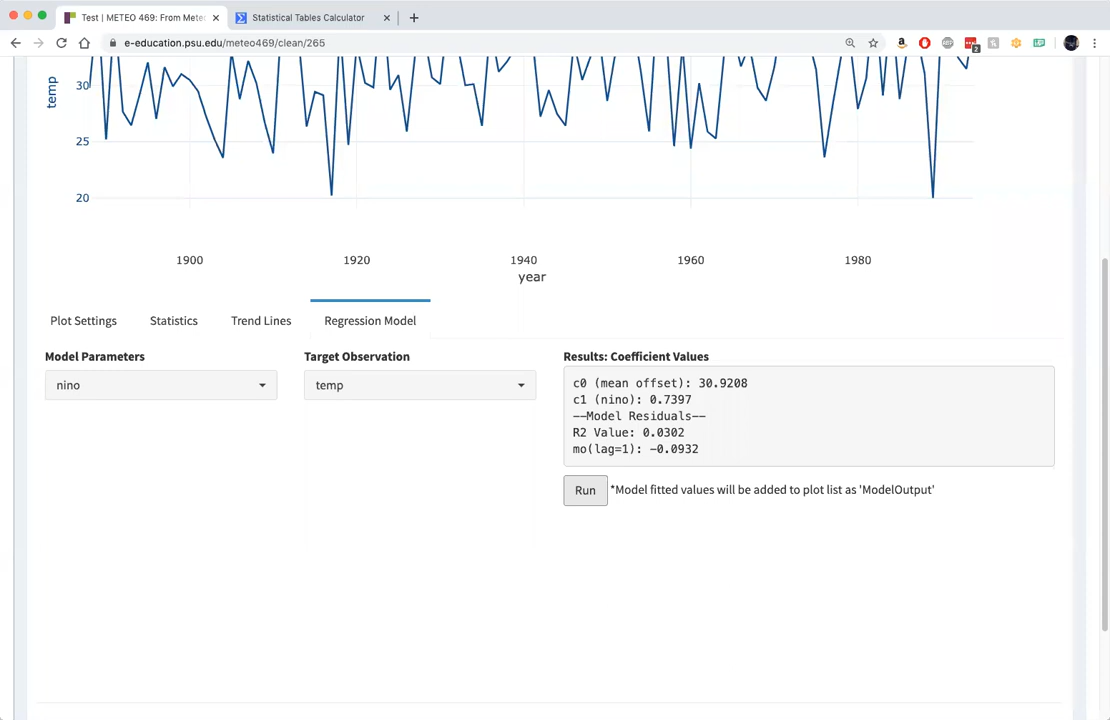 Test | METEO 469: From Mete
Statistical Tables Calculator
e-education.psu.edu/meteo469/clean/265
2
temp
30
25
20
1900 1920 1940 1960 1980
year
Plot Settings Statistics Trend Lines Regression Model
Model Parameters Target Observation Results: Coefficient Values
nino temp
c0 (mean offset): 30.9208
c1 (nino): 0.7397
--Model Residuals--
R2 Value: 0.0302
mo(lag=1): -0.0932
Run *Model fitted values will be added to plot list as 'ModelOutput'